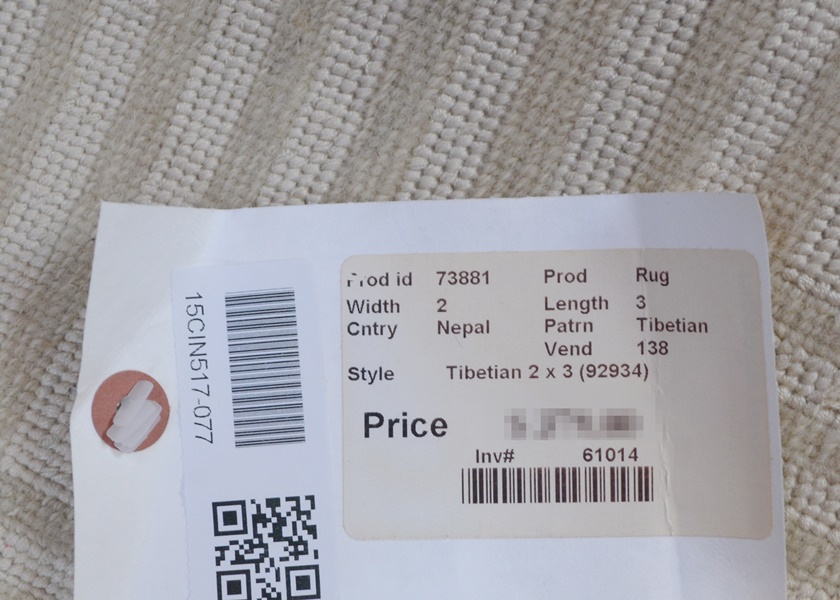 15CIN517-077
Prod id 73881 Prod Rug
Width 2 Length 3
Cntry Nepal Patrn Tibetian
Vend 138
Style Tibetian 2 x 3 (92934)
Price
Inv# 61014